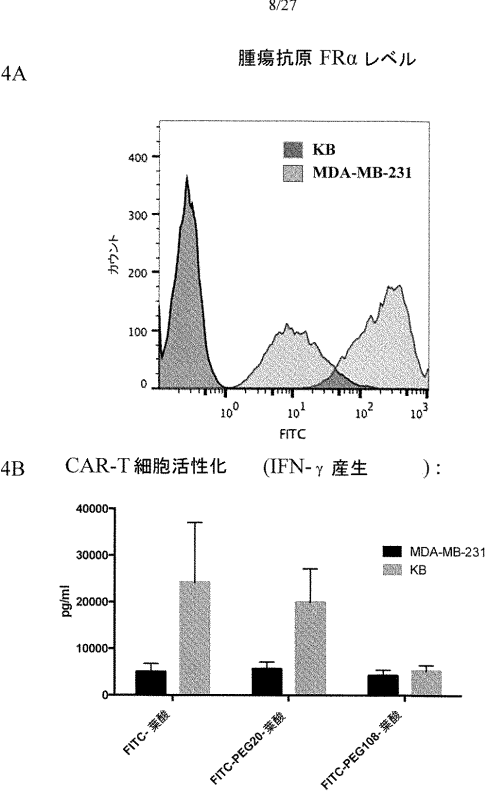 8/27
腫瘍抗原 FRα レベル
4A
KB
MDA-MB-231
カウント
400
300
200
100
0
10⁰ 10¹ 10² 10³
FITC
4B CAR-T 細胞活性化 (IFN-γ 産生 ) :
pg/ml
40000
30000
20000
10000
0
MDA-MB-231
KB
FITC- 葉酸
FITC-PEG20- 葉酸
FITC-PEG108- 葉酸